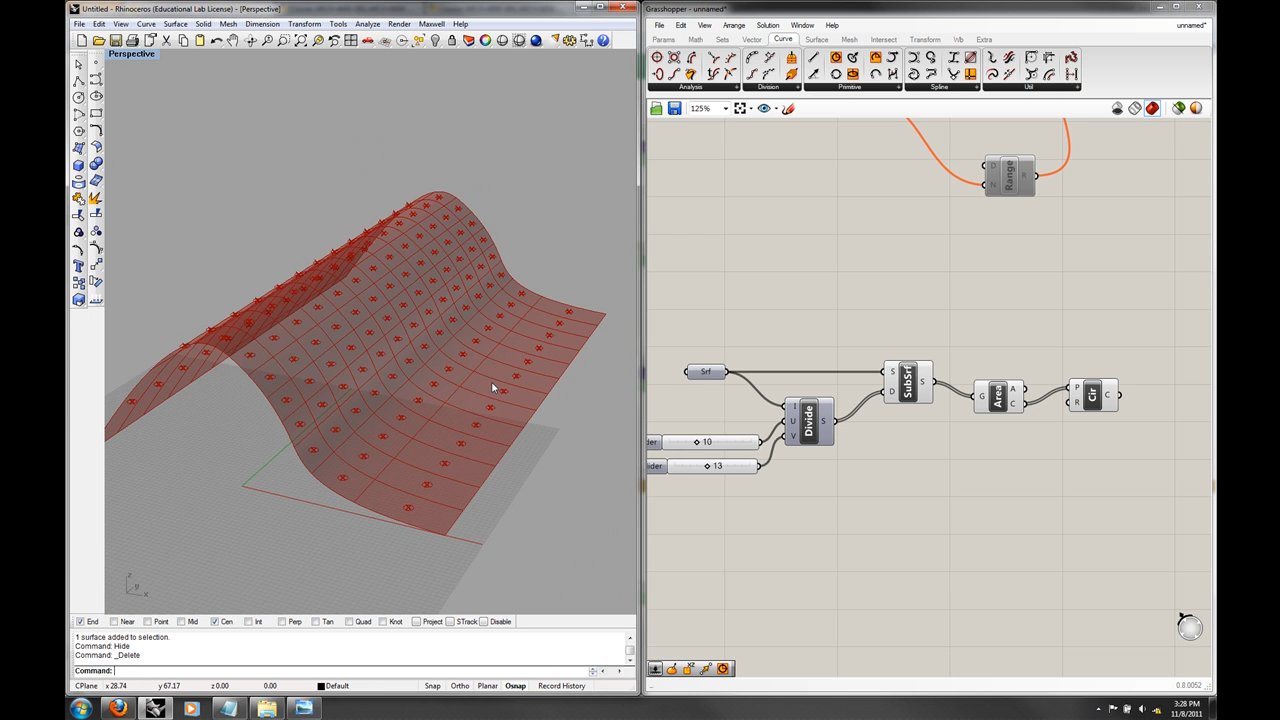 Untitled - Rhinoceros (Educational Lab License) - [Perspective]
File Edit View Curve Surface Solid Mesh Dimension Transform Tools Analyze Render Maxwell Help
Perspective
z
y
x
End Near Point Mid Cen Int Perp Tan Quad Knot Project STrack Disable
1 surface added to selection.
Command: Hide
Command: _Delete
Command:
CPlane x 28.74 y 67.17 z 0.00 0.00 Default Snap Ortho Planar Osnap Record History
Grasshopper - unnamed*
File Edit View Arrange Solution Window Help unnamed*
Params Math Sets Vector Curve Surface Mesh Intersect Transform Wb Extra
Analysis Division Primitive Spline Util
125%
D
N
Range
R
Srf
S
D
SubSrf
S
I
U
V
Divide
S
G
Area
A
C
P
R
Cir
C
10
13
0.8.0052
3:28 PM
11/8/2011